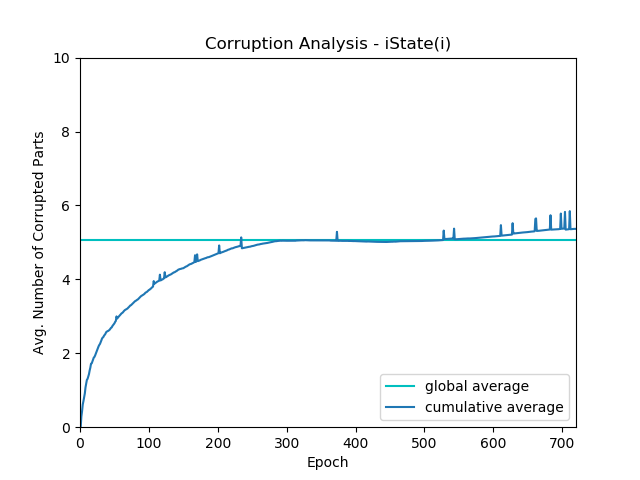 Corruption Analysis - iState(i)
Avg. Number of Corrupted Parts
10
8
6
4
2
0
0 100 200 300 400 500 600 700
Epoch
global average
cumulative average